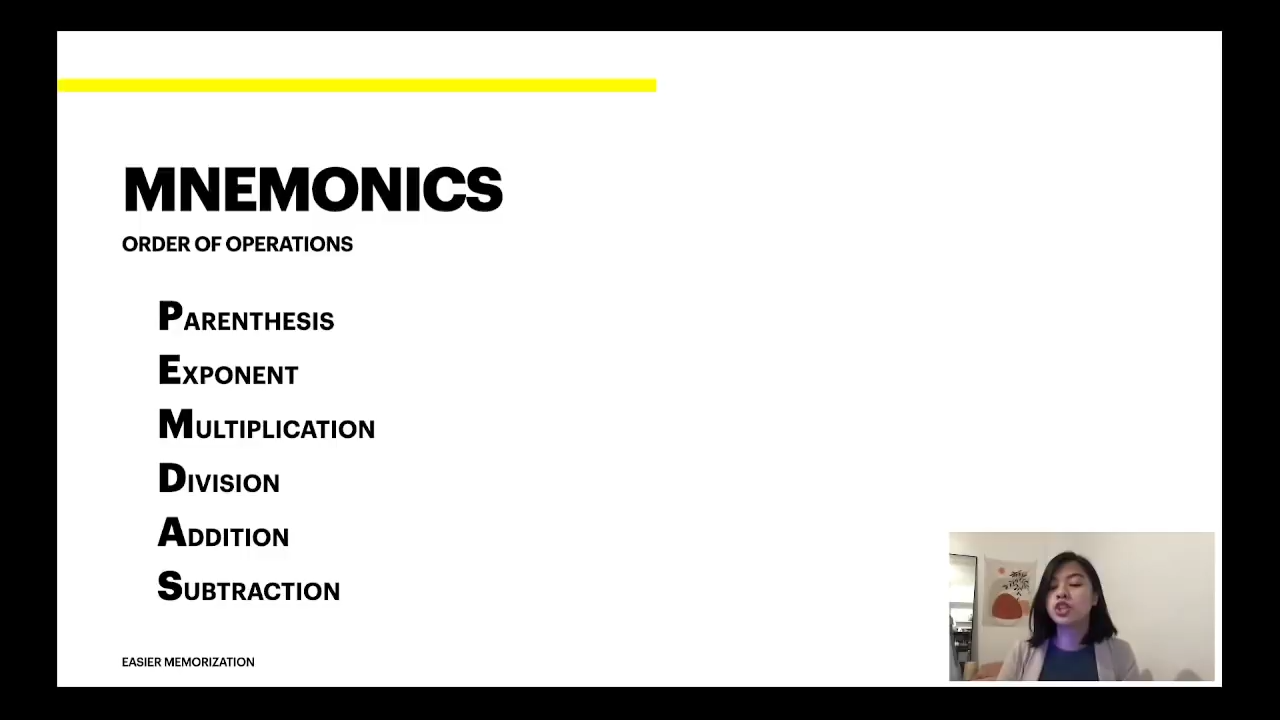 MNEMONICS
ORDER OF OPERATIONS
PARENTHESIS
EXPONENT
MULTIPLICATION
DIVISION
ADDITION
SUBTRACTION
EASIER MEMORIZATION